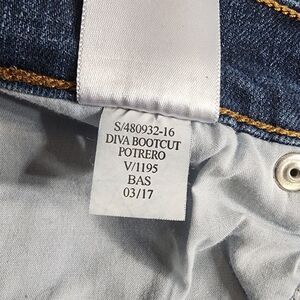 S/480932-16
DIVA BOOTCUT
POTRERO
V/1195
BAS
03/17